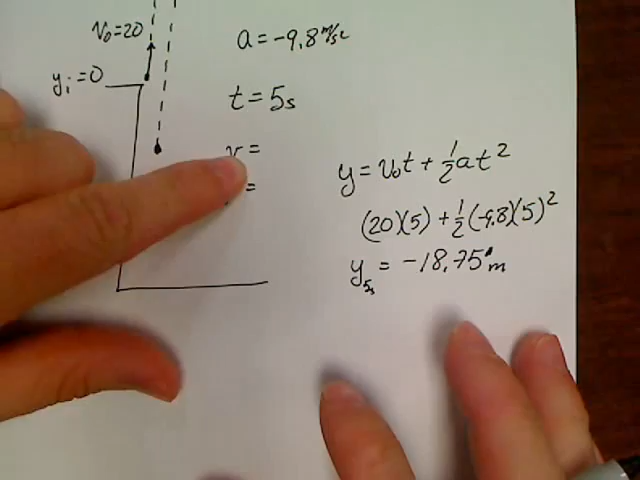 V₀=20
a = -9.8 m/s²
yᵢ=0
t = 5s
v =
=
y = V₀t + ½at²
(20)(5) + ½(-9.8)(5)²
y₅ₛ = -18.75 m